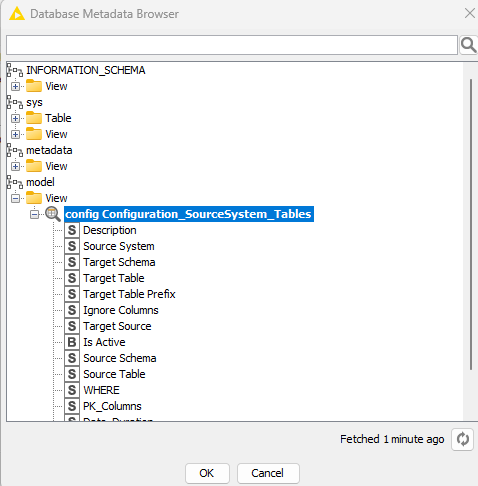 Database Metadata Browser
INFORMATION_SCHEMA
View
sys
Table
View
metadata
View
model
View
config Configuration_SourceSystem_Tables
S Description
S Source System
S Target Schema
S Target Table
S Target Table Prefix
S Ignore Columns
S Target Source
B Is Active
S Source Schema
S Source Table
S WHERE
S PK_Columns
Fetched 1 minute ago
OK Cancel